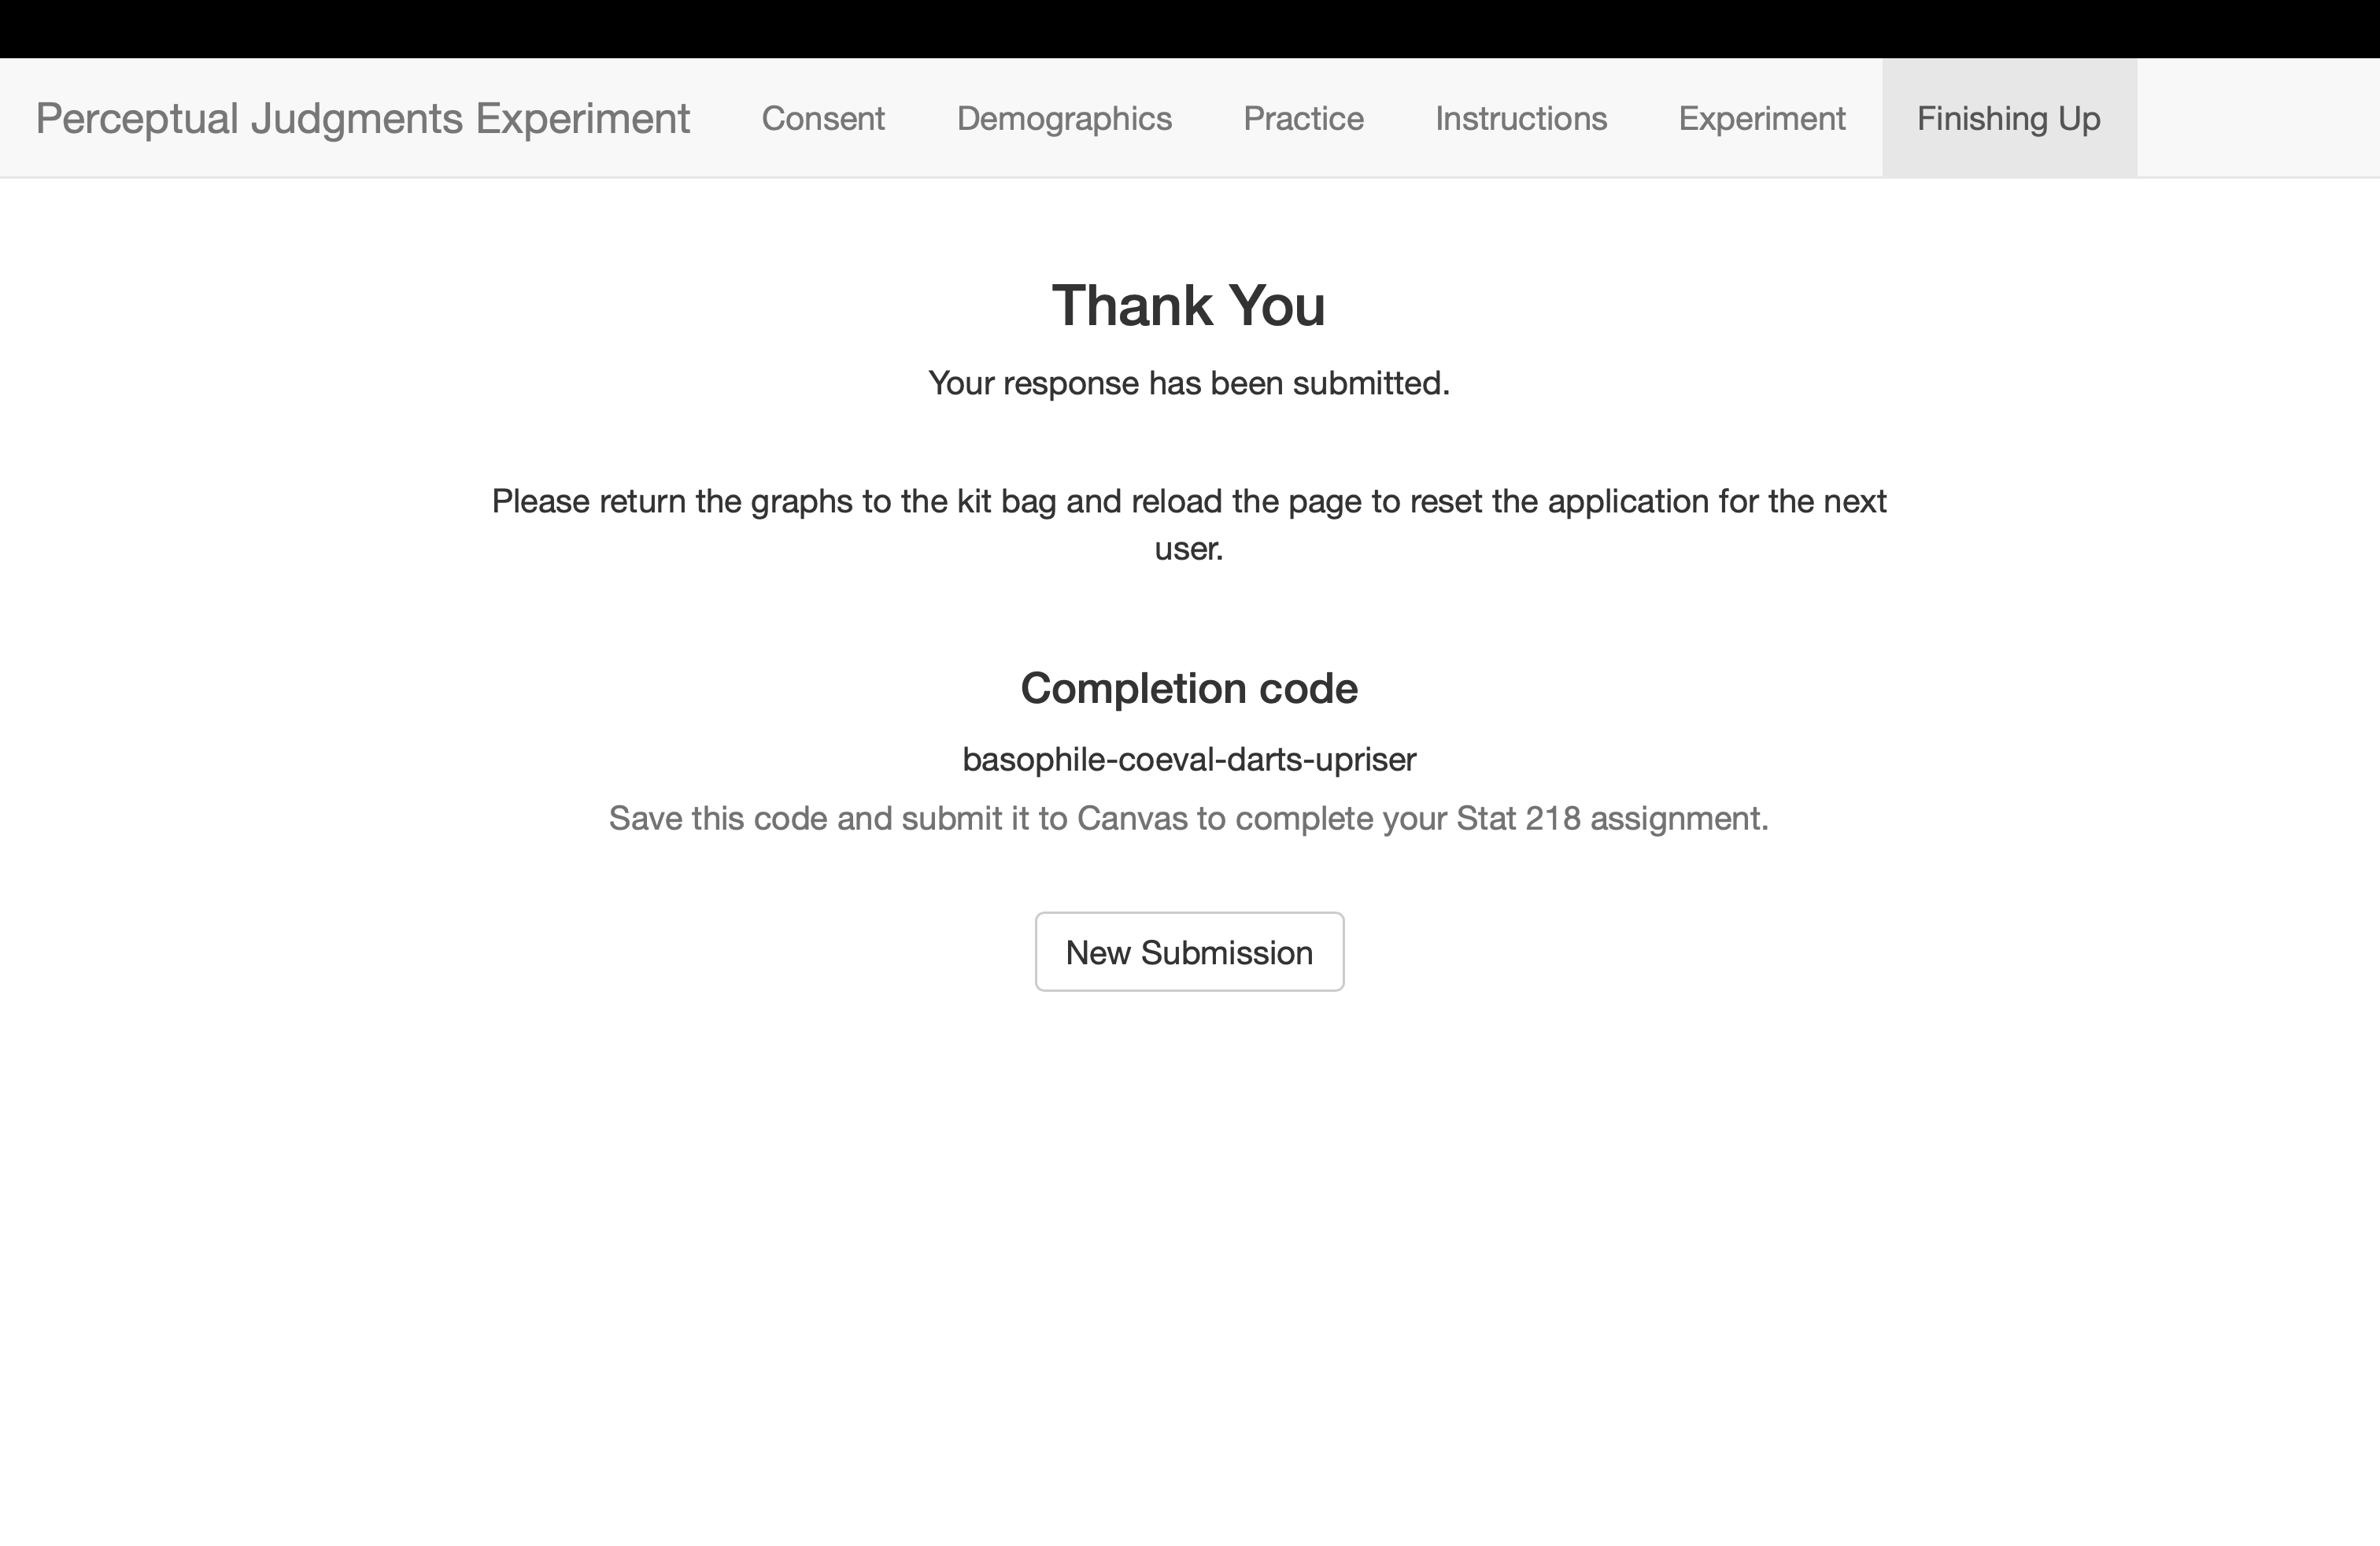 Perceptual Judgments Experiment Consent Demographics Practice Instructions Experiment Finishing Up
Thank You
Your response has been submitted.
Please return the graphs to the kit bag and reload the page to reset the application for the next
user.
Completion code
basophile-coeval-darts-upriser
Save this code and submit it to Canvas to complete your Stat 218 assignment.
New Submission